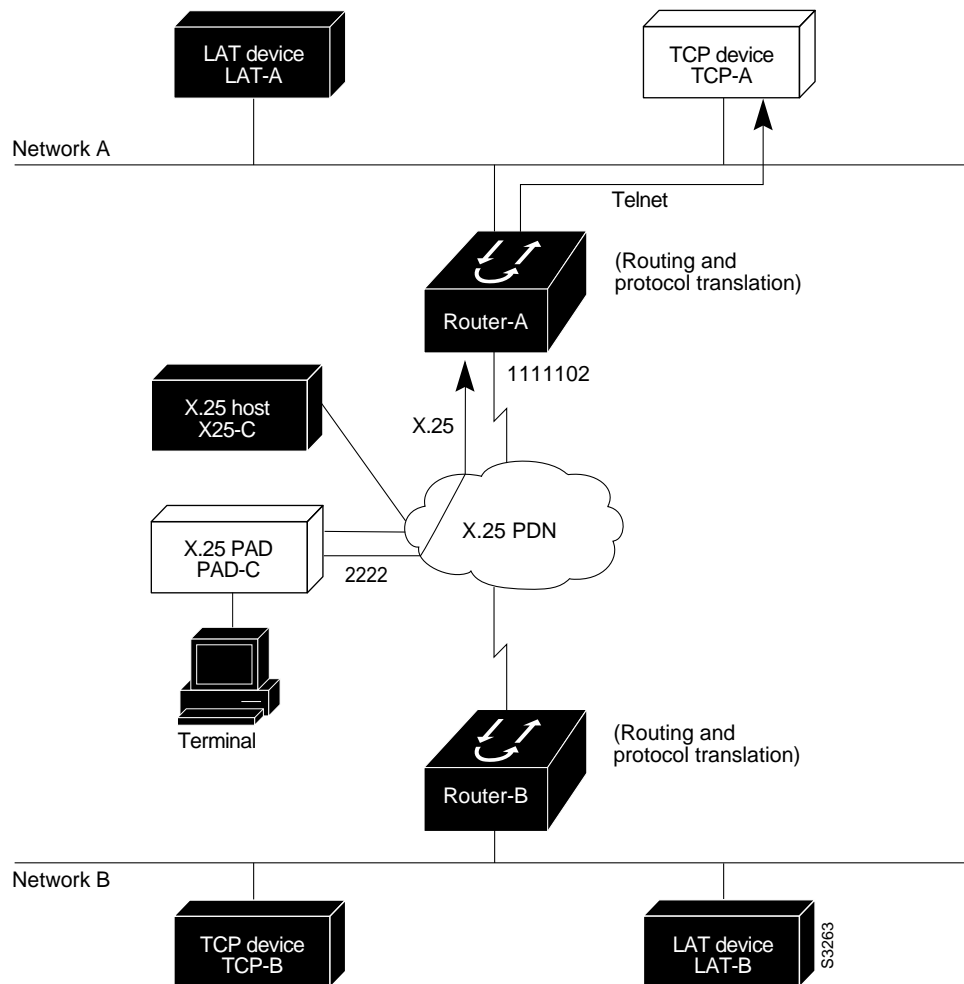 LAT device
LAT-A
TCP device
TCP-A
Network A
Telnet
(Routing and
protocol translation)
Router-A
1111102
X.25 host
X25-C
X.25
X.25 PDN
X.25 PAD
PAD-C
2222
Terminal
(Routing and
protocol translation)
Router-B
Network B
TCP device
TCP-B
LAT device
LAT-B
S3263